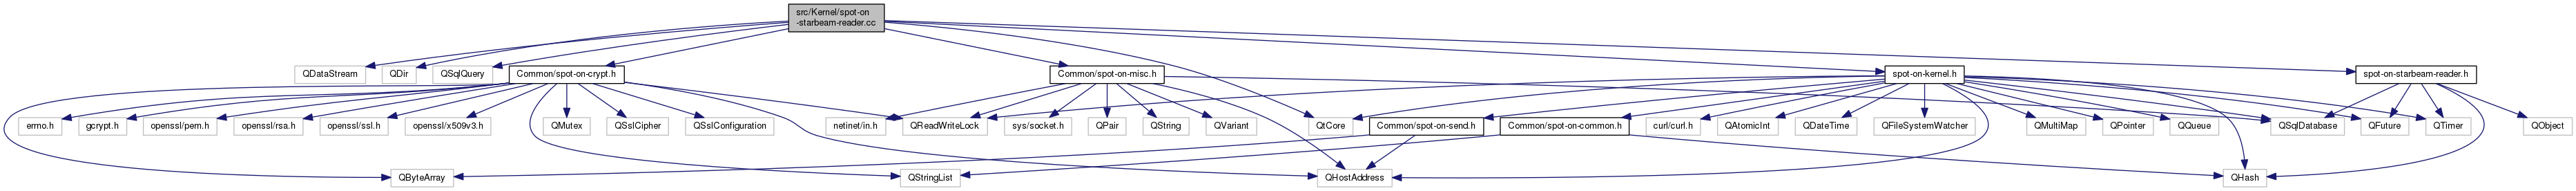 src/Kernel/spot-on
-starbeam-reader.cc
QDataStream
QDir
QSqlQuery
Common/spot-on-crypt.h
Common/spot-on-misc.h
spot-on-kernel.h
spot-on-starbeam-reader.h
errno.h
gcrypt.h
openssl/pem.h
openssl/rsa.h
openssl/ssl.h
openssl/x509v3.h
QMutex
QSslCipher
QSslConfiguration
netinet/in.h
QReadWriteLock
sys/socket.h
QPair
QString
QVariant
QtCore
Common/spot-on-send.h
Common/spot-on-common.h
curl/curl.h
QAtomicInt
QDateTime
QFileSystemWatcher
QMultiMap
QPointer
QQueue
QSqlDatabase
QFuture
QTimer
QObject
QByteArray
QStringList
QHostAddress
QHash